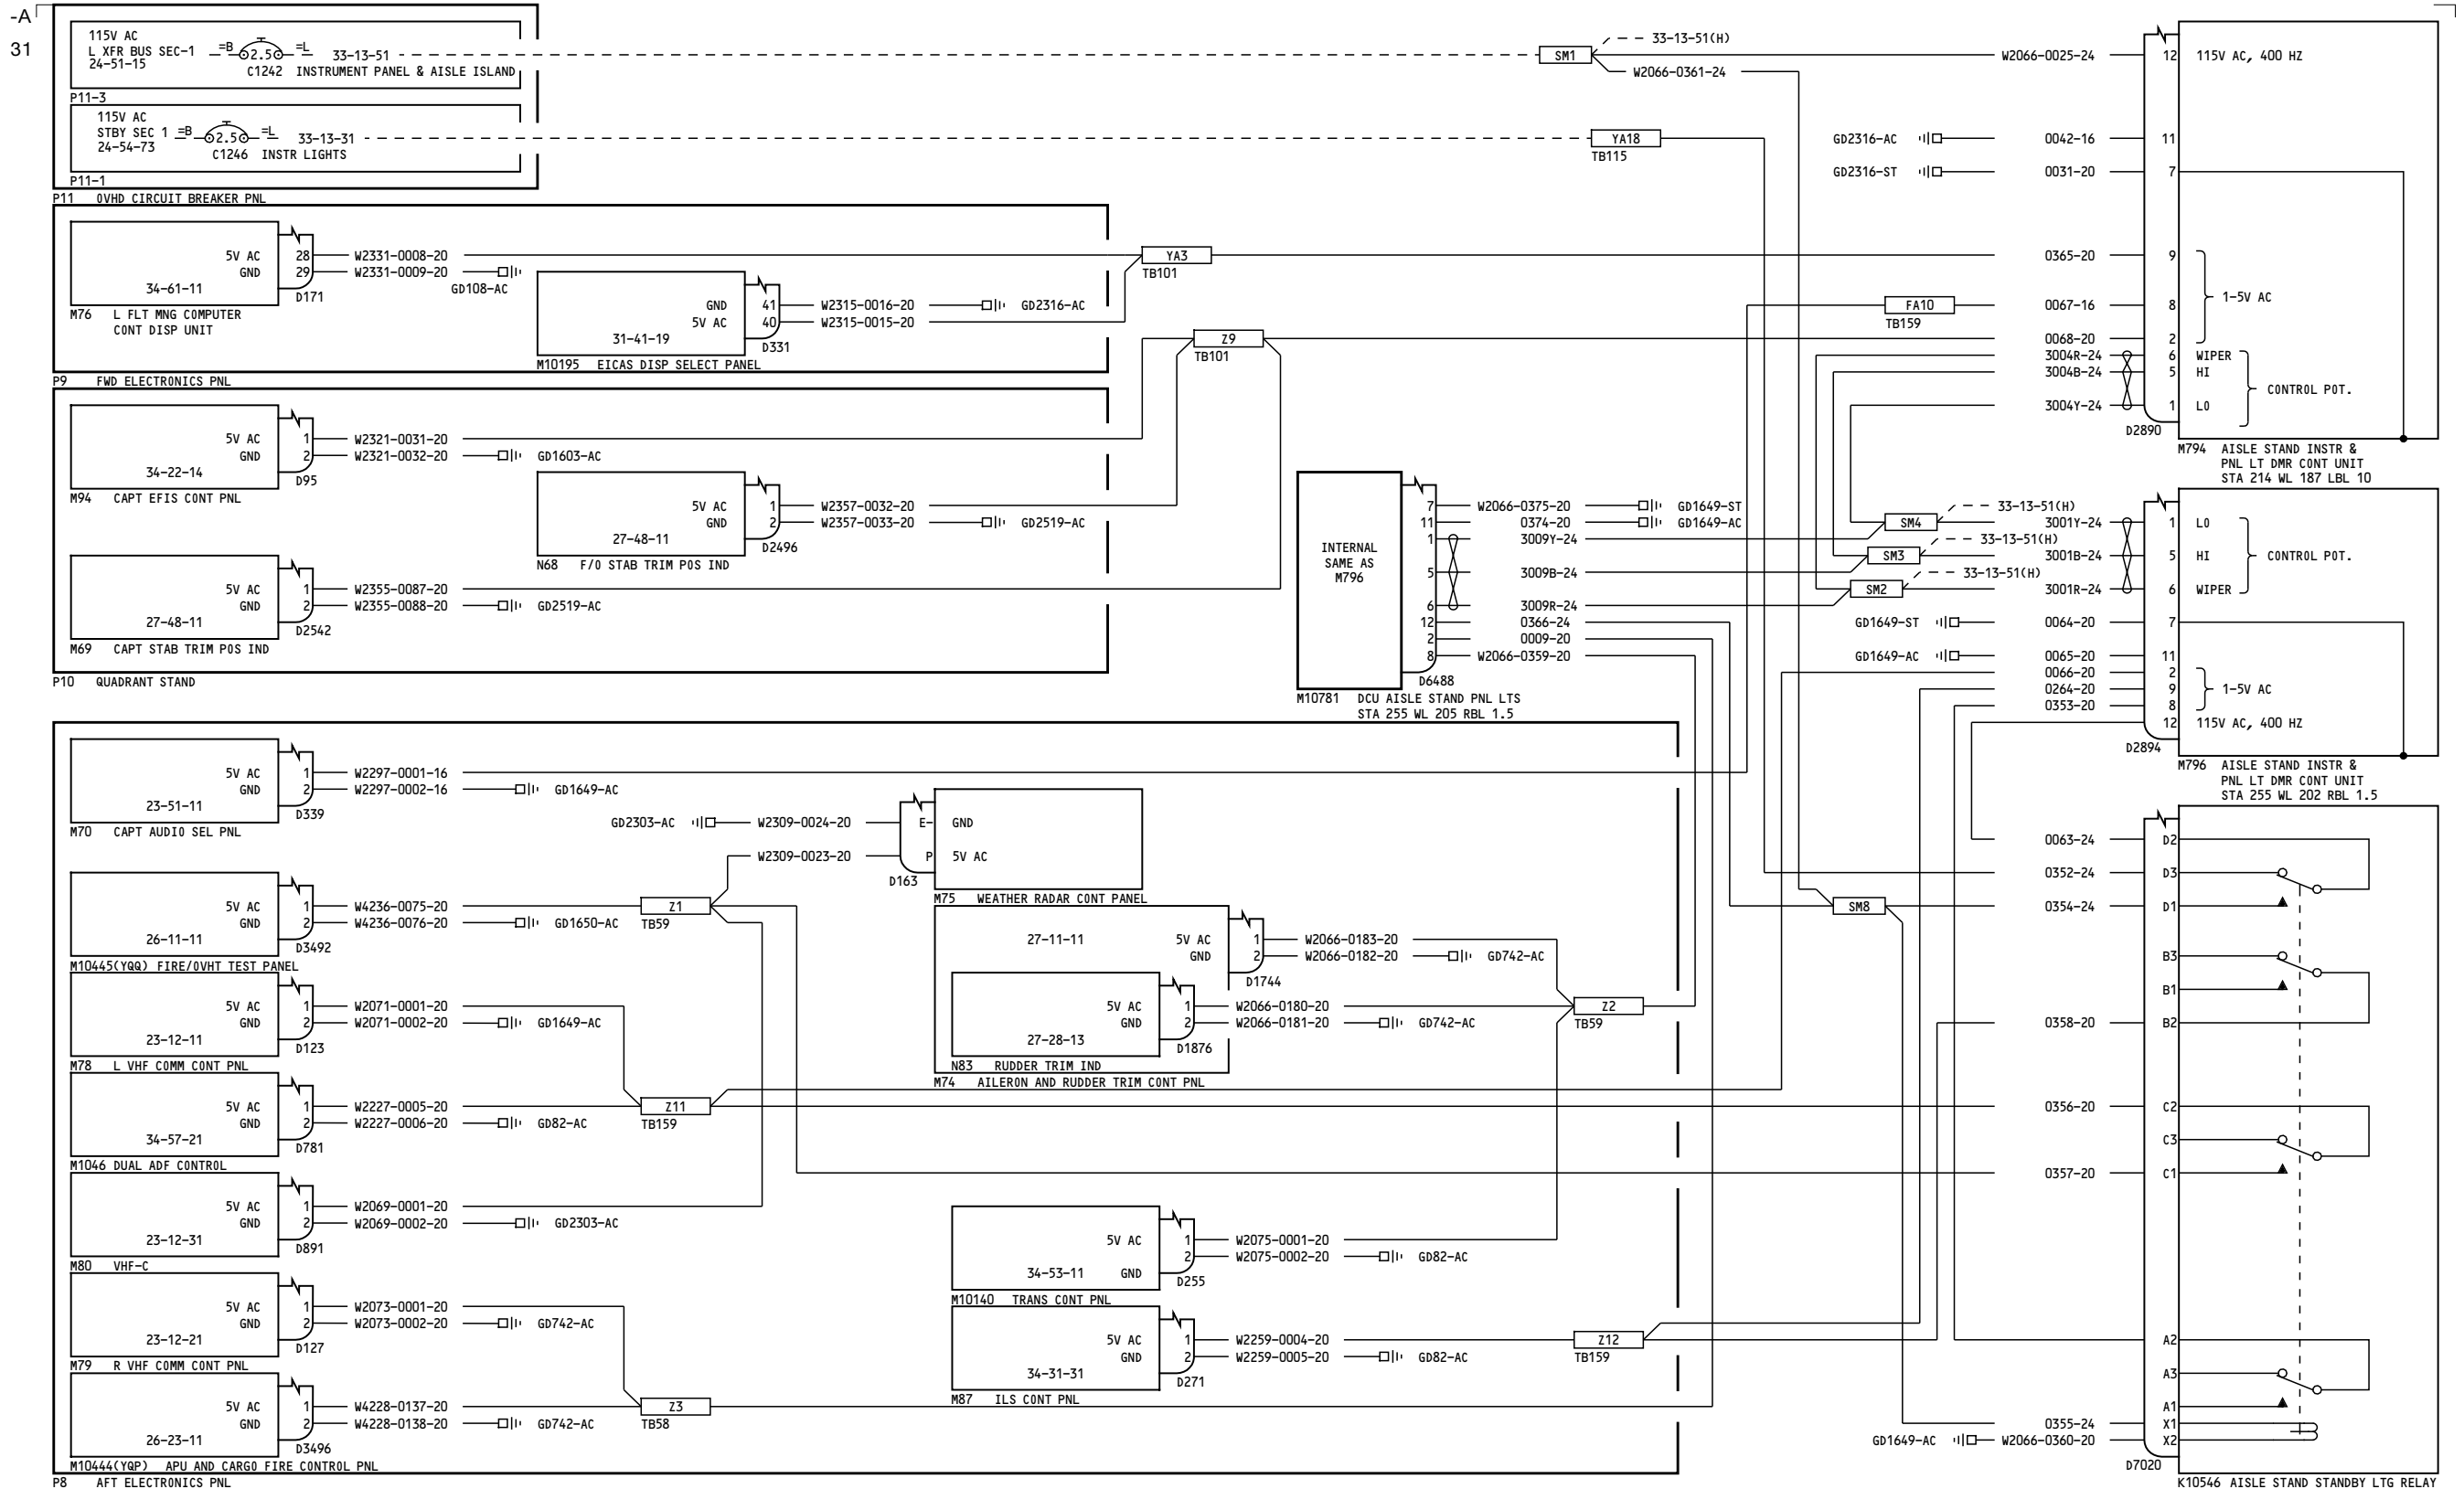 -A
31
115V AC
L XFR BUS SEC-1
24-51-15
=B
2.5
=L
C1242
33-13-51
INSTRUMENT PANEL & AISLE ISLAND
P11-3
115V AC
STBY SEC 1
24-54-73
=B
2.5
=L
C1246
33-13-31
INSTR LIGHTS
P11-1
P11 0VHD CIRCUIT BREAKER PNL
SM1
33-13-51(H)
W2066-0361-24
YA18
TB115
5V AC
GND
34-61-11
28
29
D171
M76 L FLT MNG COMPUTER
CONT DISP UNIT
W2331-0008-20
W2331-0009-20
GD108-AC
GND
5V AC
31-41-19
41
40
D331
M10195 EICAS DISP SELECT PANEL
W2315-0016-20
GD2316-AC
W2315-0015-20
YA3
TB101
Z9
TB101
P9 FWD ELECTRONICS PNL
5V AC
GND
34-22-14
1
2
D95
M94 CAPT EFIS CONT PNL
W2321-0031-20
W2321-0032-20
GD1603-AC
5V AC
GND
27-48-11
1
2
D2496
N68 F/O STAB TRIM POS IND
W2357-0032-20
W2357-0033-20
GD2519-AC
5V AC
GND
27-48-11
1
2
D2542
M69 CAPT STAB TRIM POS IND
W2355-0087-20
W2355-0088-20
GD2519-AC
P10 QUADRANT STAND
INTERNAL
SAME AS
M796
7
11
1
5
6
12
2
8
D6488
M10781 DCU AISLE STAND PNL LTS
STA 255 WL 205 RBL 1.5
W2066-0375-20
GD1649-ST
0374-20
GD1649-AC
3009Y-24
3009B-24
3009R-24
0366-24
0009-20
W2066-0359-20
W2066-0025-24
12
115V AC, 400 HZ
GD2316-AC
0042-16
11
GD2316-ST
0031-20
7
0365-20
9
FA10
TB159
0067-16
8
1-5V AC
0068-20
2
3004R-24
6
WIPER
3004B-24
5
HI
CONTROL POT.
3004Y-24
1
LO
D2890
M794 AISLE STAND INSTR &
PNL LT DMR CONT UNIT
STA 214 WL 187 LBL 10
SM4
33-13-51(H)
3001Y-24
1
LO
SM3
33-13-51(H)
3001B-24
5
HI
CONTROL POT.
SM2
33-13-51(H)
3001R-24
6
WIPER
GD1649-ST
0064-20
7
GD1649-AC
0065-20
11
0066-20
2
0264-20
9
1-5V AC
0353-20
8
12
115V AC, 400 HZ
D2894
M796 AISLE STAND INSTR &
PNL LT DMR CONT UNIT
STA 255 WL 202 RBL 1.5
5V AC
GND
23-51-11
1
2
D339
M70 CAPT AUDIO SEL PNL
W2297-0001-16
W2297-0002-16
GD1649-AC
GD2303-AC
W2309-0024-20
E-
GND
W2309-0023-20
P
5V AC
D163
M75 WEATHER RADAR CONT PANEL
5V AC
GND
26-11-11
1
2
D3492
M10445(YQQ) FIRE/OVHT TEST PANEL
W4236-0075-20
W4236-0076-20
GD1650-AC
Z1
TB59
27-11-11
5V AC
GND
1
2
D1744
W2066-0183-20
W2066-0182-20
GD742-AC
5V AC
GND
27-28-13
1
2
D1876
N83 RUDDER TRIM IND
M74 AILERON AND RUDDER TRIM CONT PNL
W2066-0180-20
W2066-0181-20
GD742-AC
Z2
TB59
5V AC
GND
23-12-11
1
2
D123
M78 L VHF COMM CONT PNL
W2071-0001-20
W2071-0002-20
GD1649-AC
5V AC
GND
34-57-21
1
2
D781
M1046 DUAL ADF CONTROL
W2227-0005-20
W2227-0006-20
GD82-AC
Z11
TB159
5V AC
GND
23-12-31
1
2
D891
M80 VHF-C
W2069-0001-20
W2069-0002-20
GD2303-AC
5V AC
34-53-11
GND
1
2
D255
M10140 TRANS CONT PNL
W2075-0001-20
W2075-0002-20
GD82-AC
5V AC
GND
23-12-21
1
2
D127
M79 R VHF COMM CONT PNL
W2073-0001-20
W2073-0002-20
GD742-AC
5V AC
GND
34-31-31
1
2
D271
M87 ILS CONT PNL
W2259-0004-20
W2259-0005-20
GD82-AC
Z12
TB159
5V AC
GND
26-23-11
1
2
D3496
M10444(YQP) APU AND CARGO FIRE CONTROL PNL
W4228-0137-20
W4228-0138-20
GD742-AC
Z3
TB58
P8 AFT ELECTRONICS PNL
0063-24
D2
0352-24
D3
SM8
0354-24
D1
B3
B1
0358-20
B2
0356-20
C2
C3
0357-20
C1
A2
A3
A1
0355-24
X1
GD1649-AC
W2066-0360-20
X2
D7020
K10546 AISLE STAND STANDBY LTG RELAY